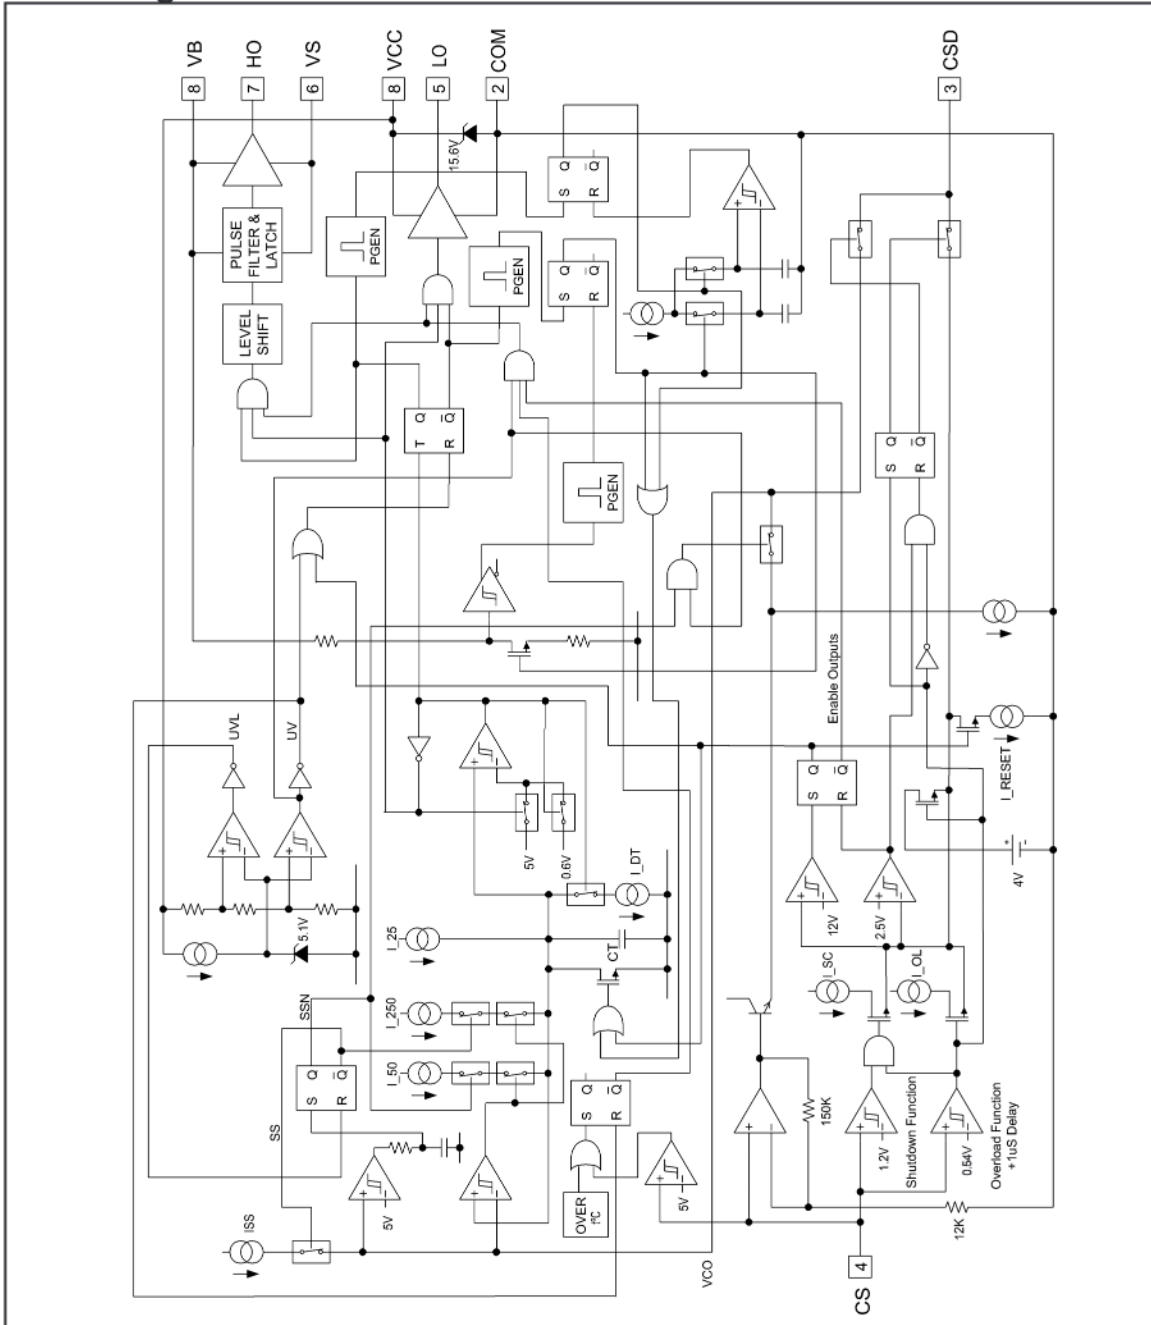 VB
HO
VS
VCC
LO
COM
CSD
8
7
6
8
5
2
3
PULSE
FILTER &
LATCH
LEVEL
SHIFT
PGEN
15.6V
S Q
R Q
PGEN
S Q
R Q
T Q
R Q
PGEN
S Q
R Q
UVL
UV
5.1V
5V
0.6V
I_DT
CT
I_25
I_250
I_50
SSN
SS
S Q
R Q
5V
ISS
S Q
R Q
OVER
tºC
5V
VCO
Enable Outputs
S Q
R Q
I_RESET
4V
12V
2.5V
I_SC
I_OL
150K
1.2V
Shutdown Function
0.54V
Overload Function
+1uS Delay
12K
4
CS